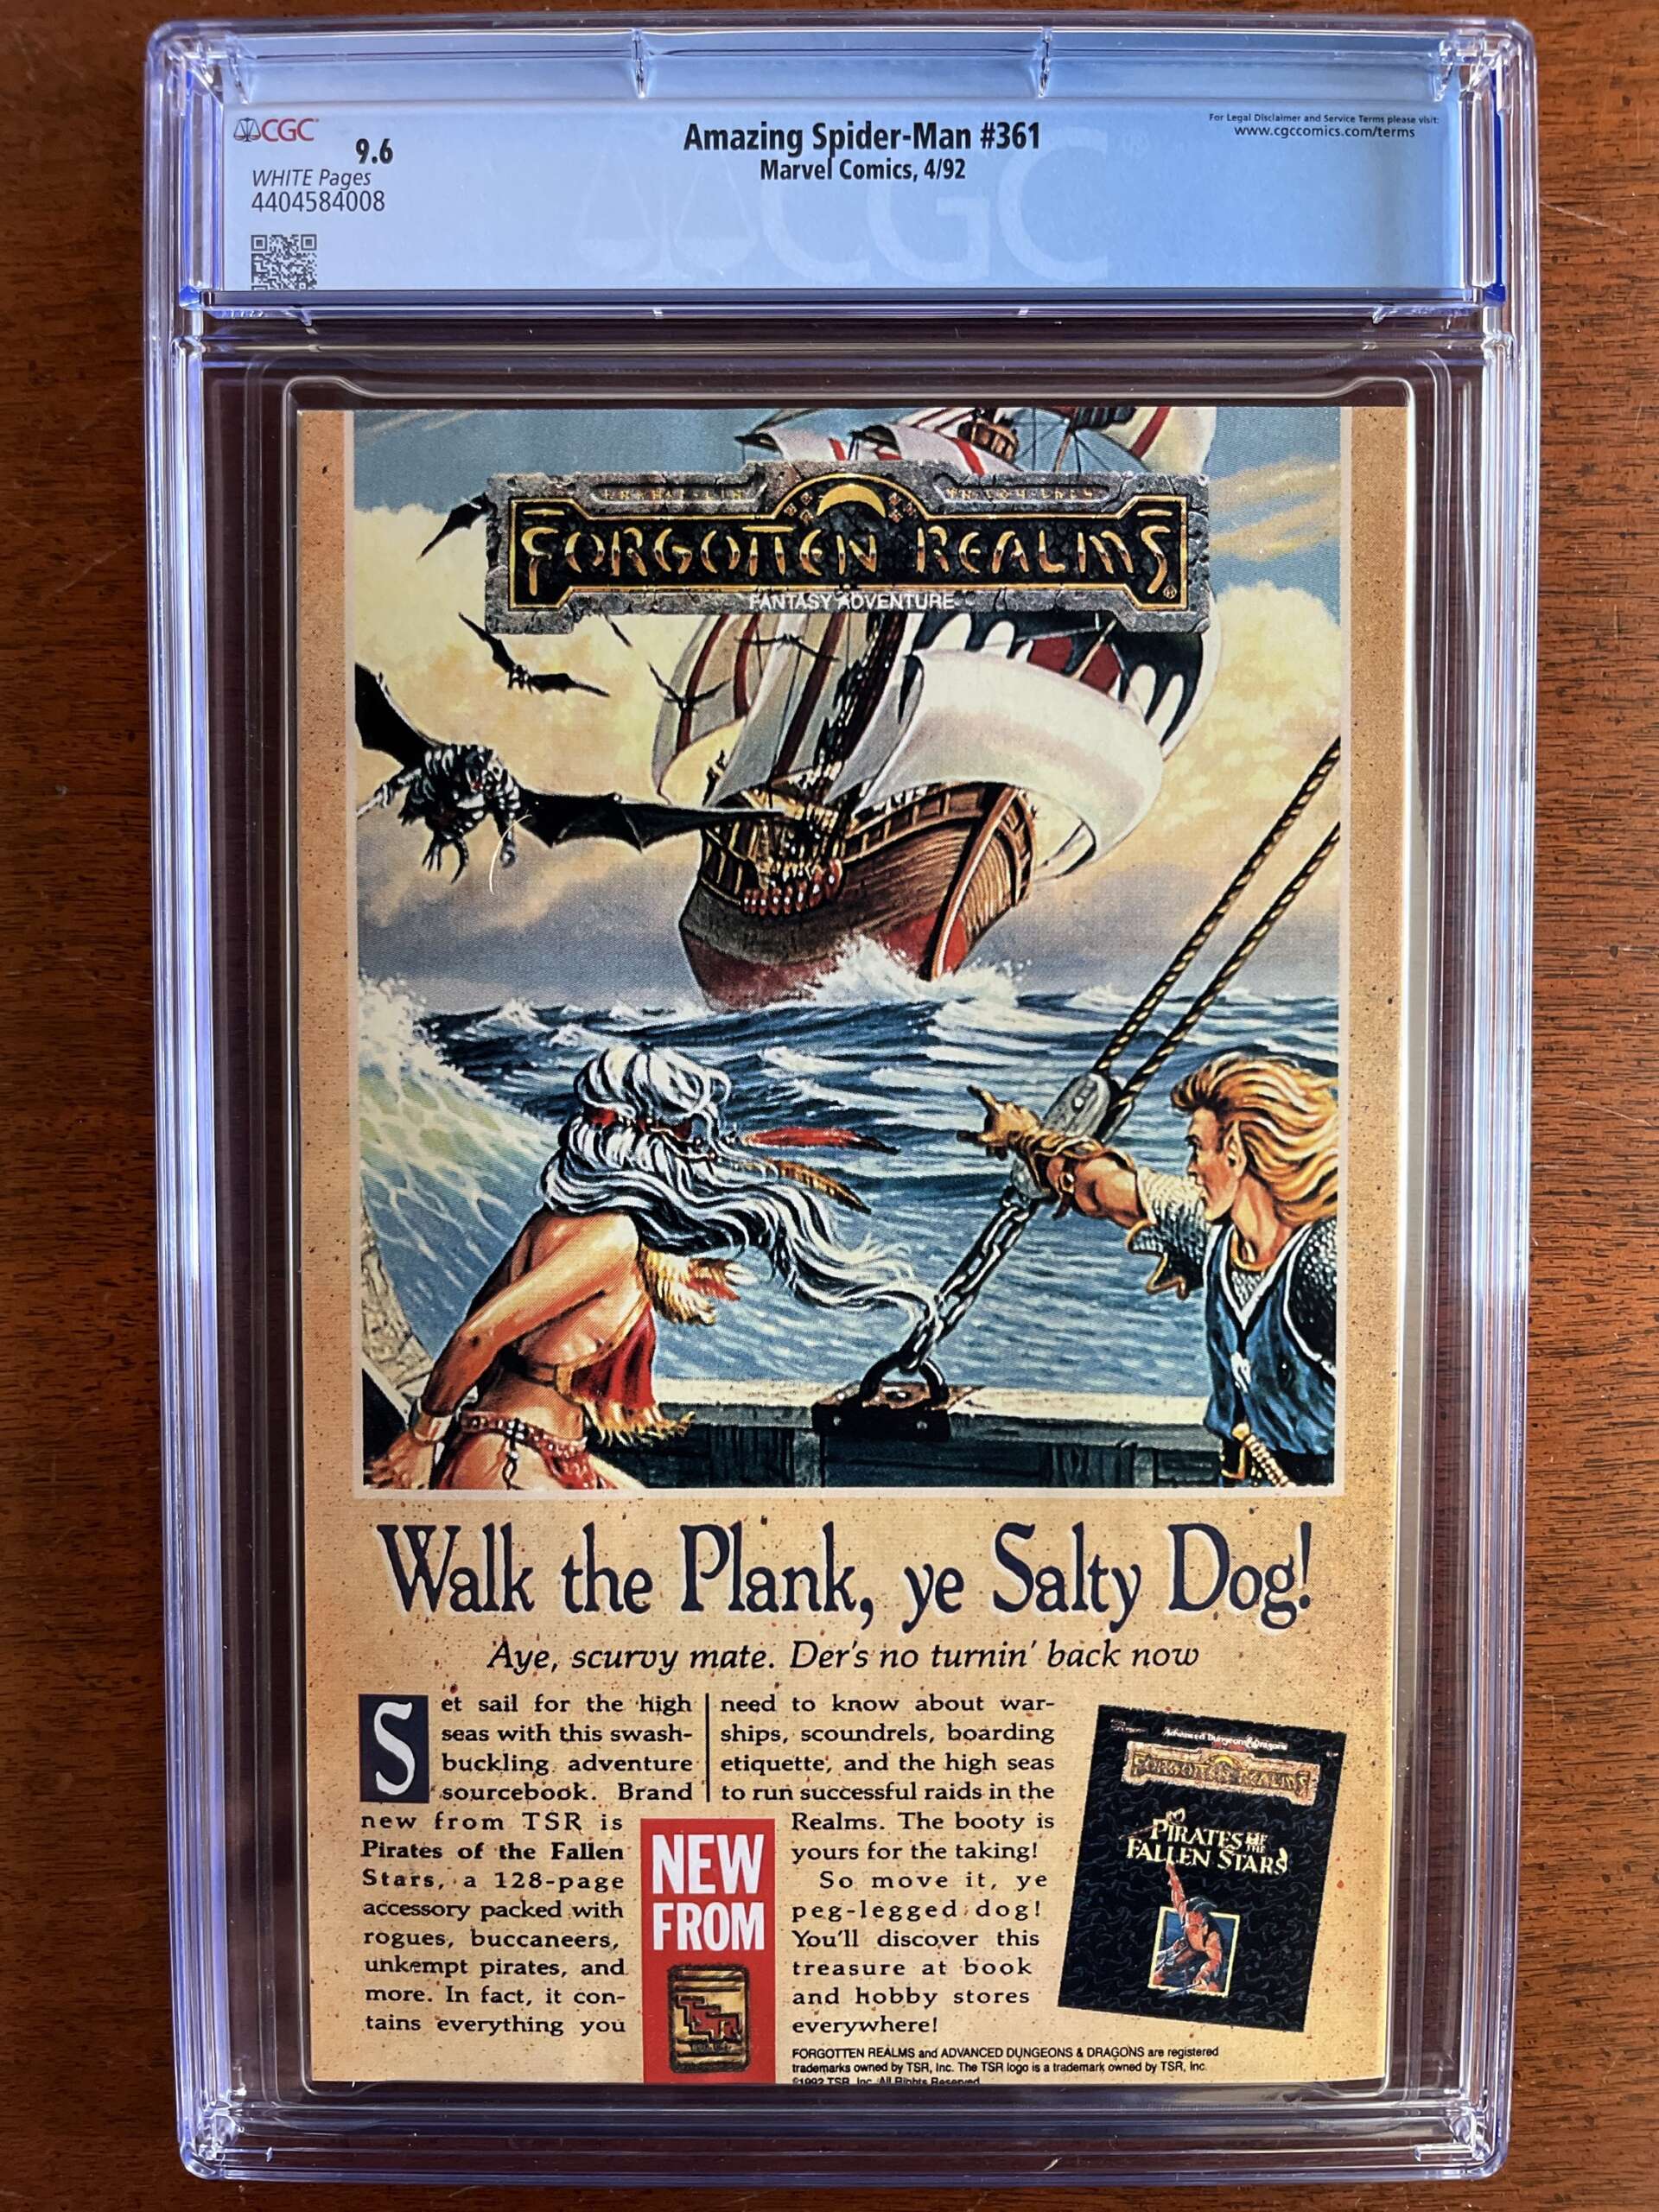 CGC
9.6
WHITE Pages
4404584008
Amazing Spider-Man #361
Marvel Comics, 4/92
For Legal Disclaimer and Service Terms please visit:
www.cgccomics.com/terms
CGC
FORGOTTEN REALMS®
FANTASY ADVENTURE
Walk the Plank, ye Salty Dog!
Aye, scurvy mate. Der's no turnin' back now
Set sail for the high
seas with this swash-
buckling adventure
sourcebook. Brand
new from TSR is
Pirates of the Fallen
Stars, a 128-page
accessory packed with
rogues, buccaneers,
unkempt pirates, and
more. In fact, it con-
tains everything you
need to know about war-
ships, scoundrels, boarding
etiquette, and the high seas
to run successful raids in the
Realms. The booty is
yours for the taking!
So move it, ye
peg-legged dog!
You'll discover this
treasure at book
and hobby stores
everywhere!
NEW
FROM
TSR
Advanced Dungeons & Dragons
FORGOTTEN REALMS
PIRATES OF THE
FALLEN STARS
FORGOTTEN REALMS and ADVANCED DUNGEONS & DRAGONS are registered
trademarks owned by TSR, Inc. The TSR logo is a trademark owned by TSR, Inc.
©1992 TSR, Inc. All Rights Reserved